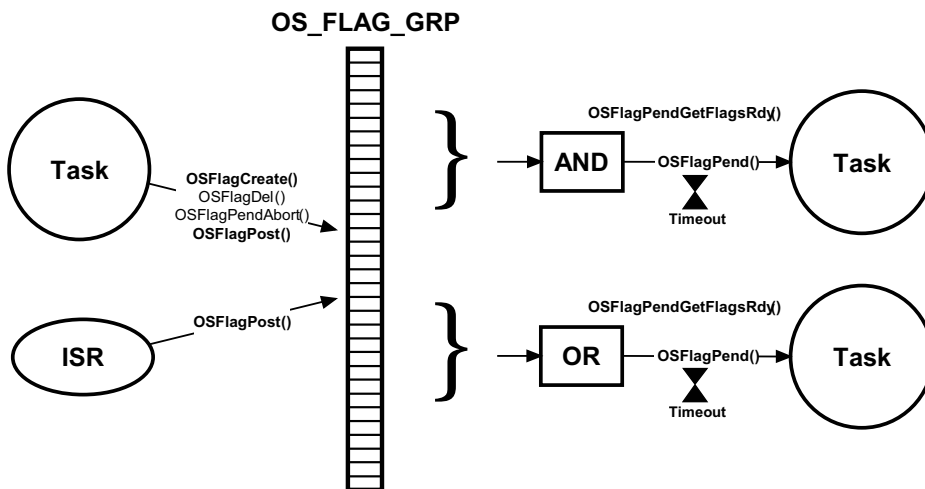 OS_FLAG_GRP
Task
OSFlagCreate()
OSFlagDel()
OSFlagPendAbort()
OSFlagPost()
ISR
OSFlagPost()
OSFlagPendGetFlagsRdy()
AND
OSFlagPend()
Timeout
Task
OSFlagPendGetFlagsRdy()
OR
OSFlagPend()
Timeout
Task